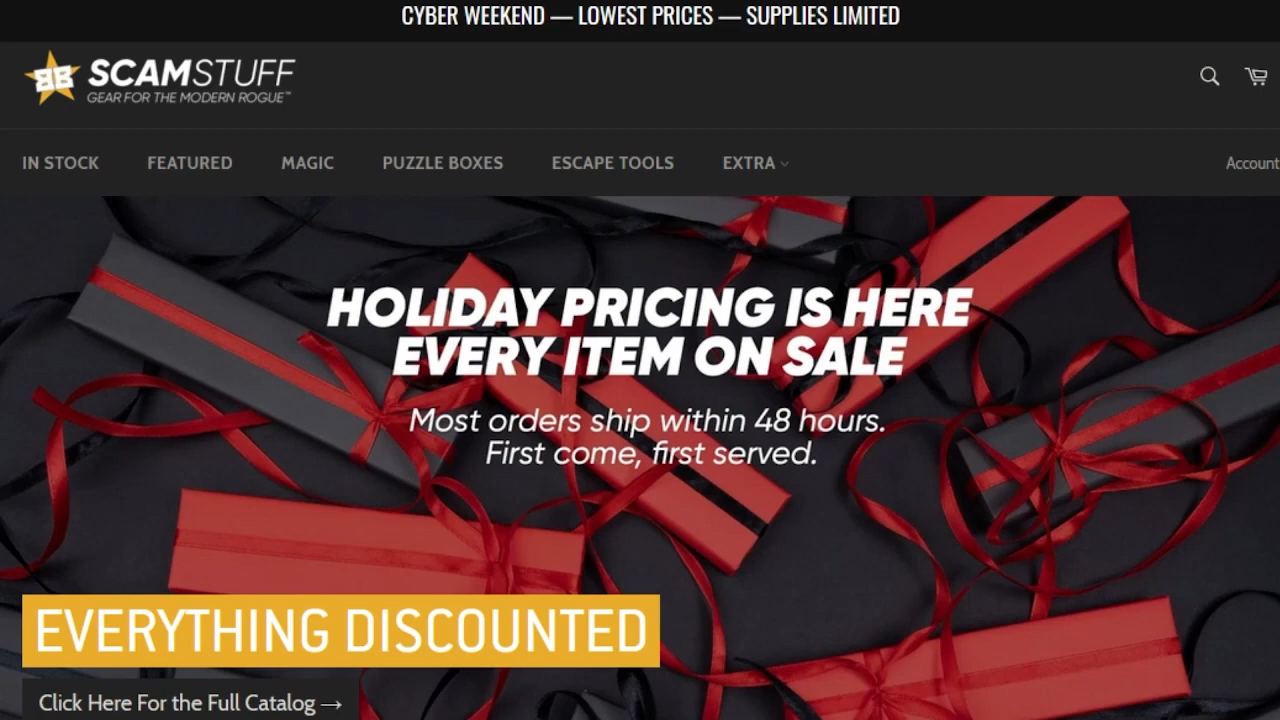 CYBER WEEKEND — LOWEST PRICES — SUPPLIES LIMITED
BB SCAMSTUFF
GEAR FOR THE MODERN ROGUE™
IN STOCK FEATURED MAGIC PUZZLE BOXES ESCAPE TOOLS EXTRA Account
HOLIDAY PRICING IS HERE
EVERY ITEM ON SALE
Most orders ship within 48 hours.
First come, first served.
EVERYTHING DISCOUNTED
Click Here For the Full Catalog →